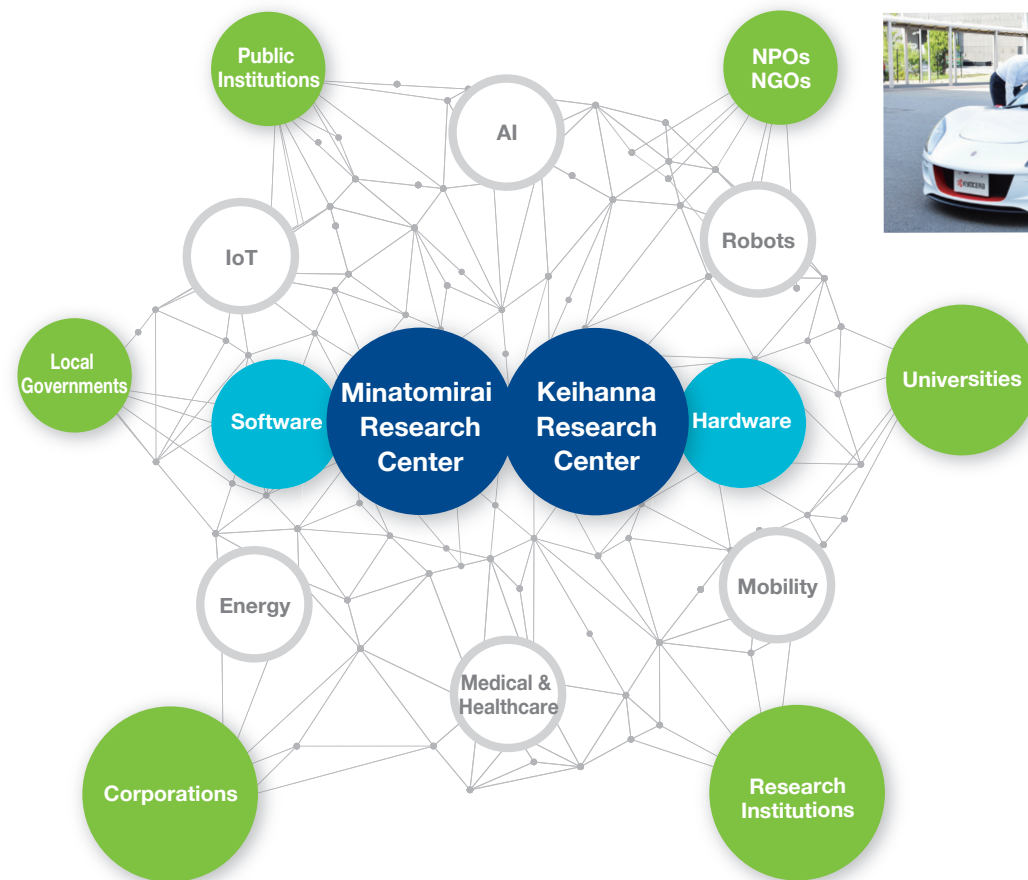 Public
Institutions
NPOs
NGOs
AI
IoT
Robots
KYOCERA
Local
Governments
Software
Minatomirai
Research
Center
Keihanna
Research
Center
Hardware
Universities
Energy
Mobility
Medical &
Healthcare
Corporations
Research
Institutions